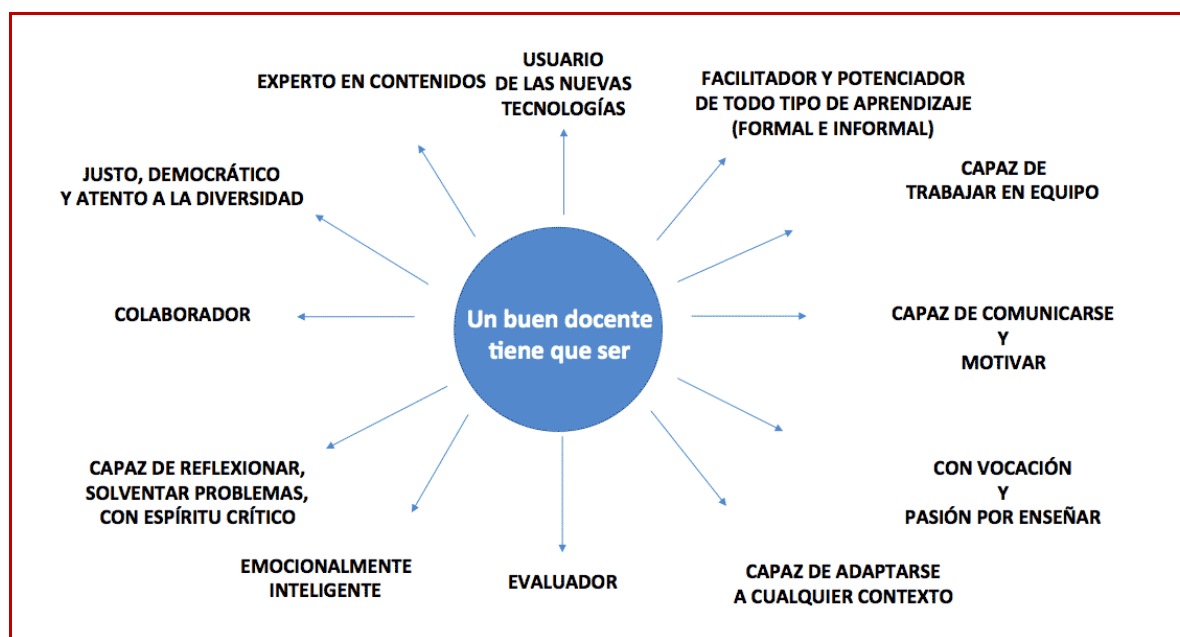 USUARIO
DE LAS NUEVAS
TECNOLOGÍAS
EXPERTO EN CONTENIDOS
FACILITADOR Y POTENCIADOR
DE TODO TIPO DE APRENDIZAJE
(FORMAL E INFORMAL)
JUSTO, DEMOCRÁTICO
Y ATENTO A LA DIVERSIDAD
CAPAZ DE
TRABAJAR EN EQUIPO
COLABORADOR
Un buen docente
tiene que ser
CAPAZ DE COMUNICARSE
Y
MOTIVAR
CAPAZ DE REFLEXIONAR,
SOLVENTAR PROBLEMAS,
CON ESPÍRITU CRÍTICO
CON VOCACIÓN
Y
PASIÓN POR ENSEÑAR
EMOCIONALMENTE
INTELIGENTE
EVALUADOR
CAPAZ DE ADAPTARSE
A CUALQUIER CONTEXTO